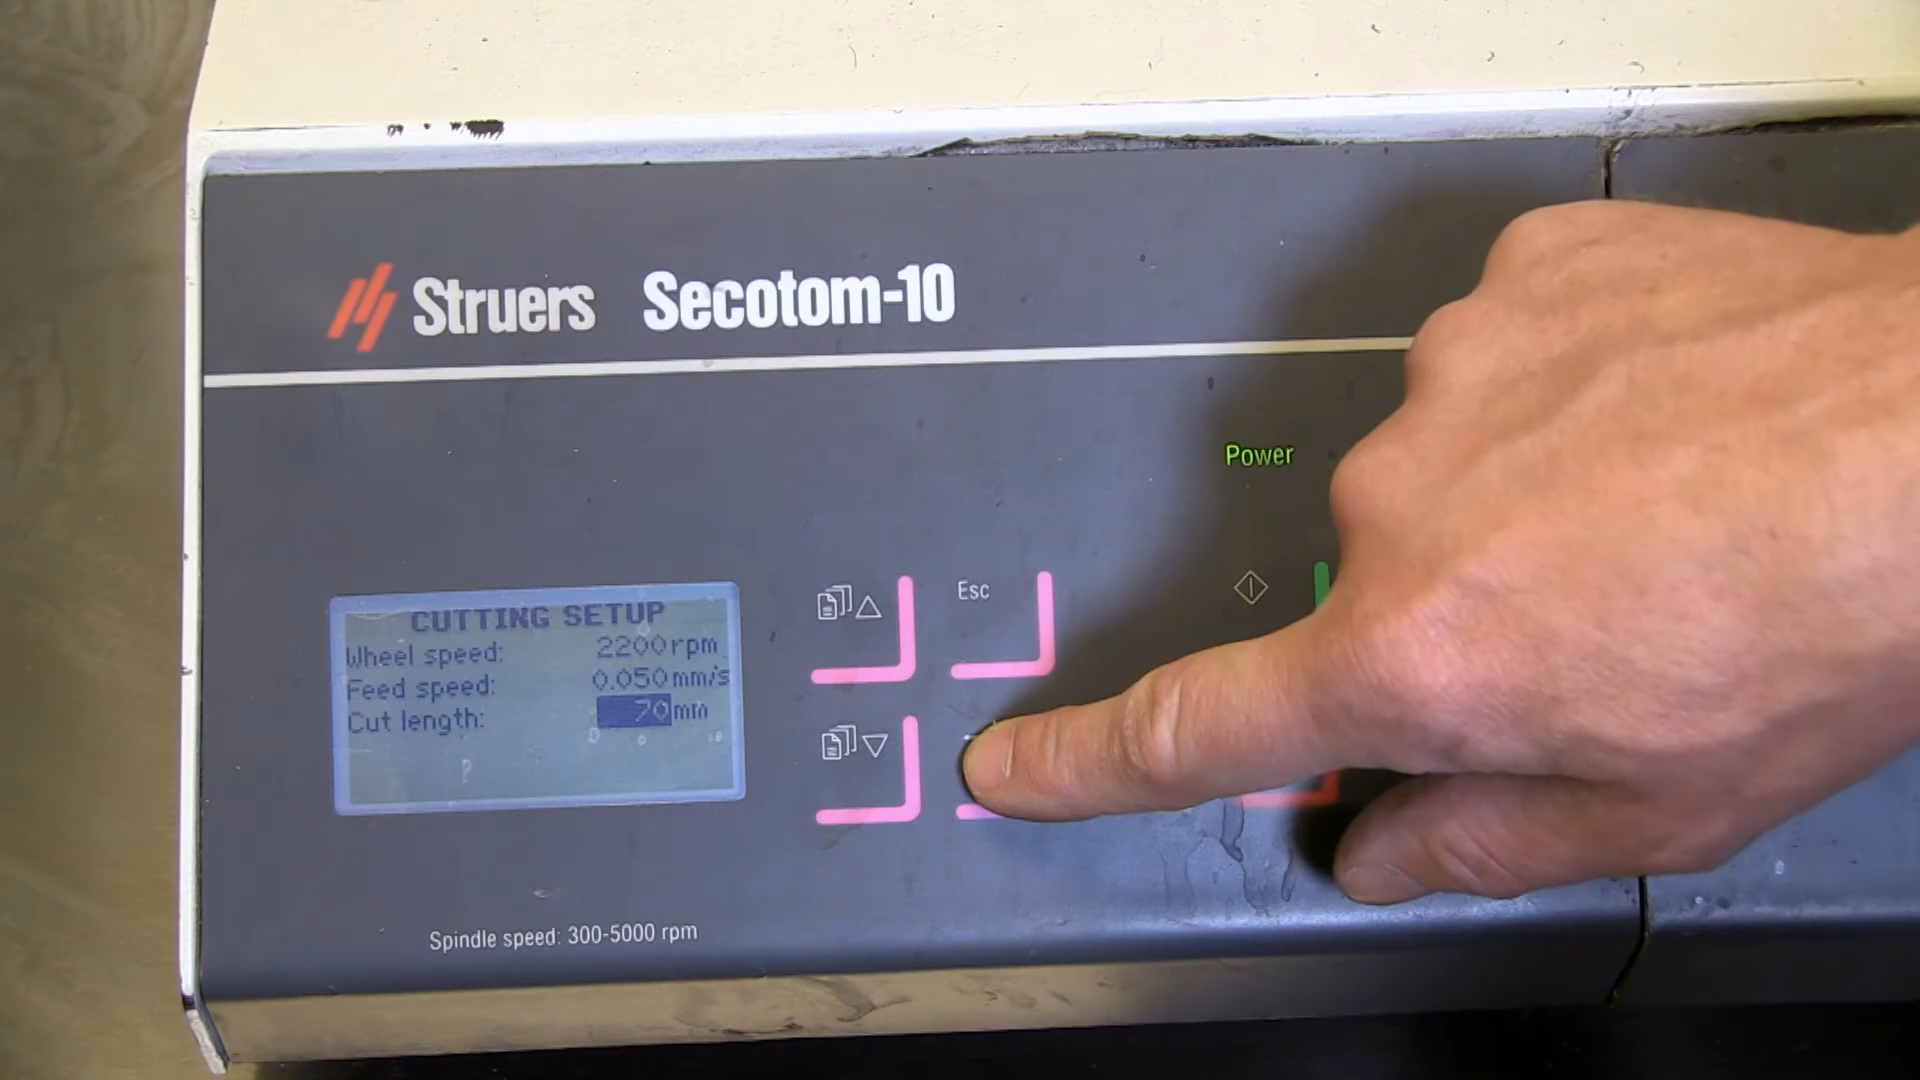 Struers Secotom-10
Power
CUTTING SETUP
Wheel speed: 2200rpm
Feed speed: 0.050mm/s
Cut length: 70mm
Esc
Spindle speed: 300-5000 rpm